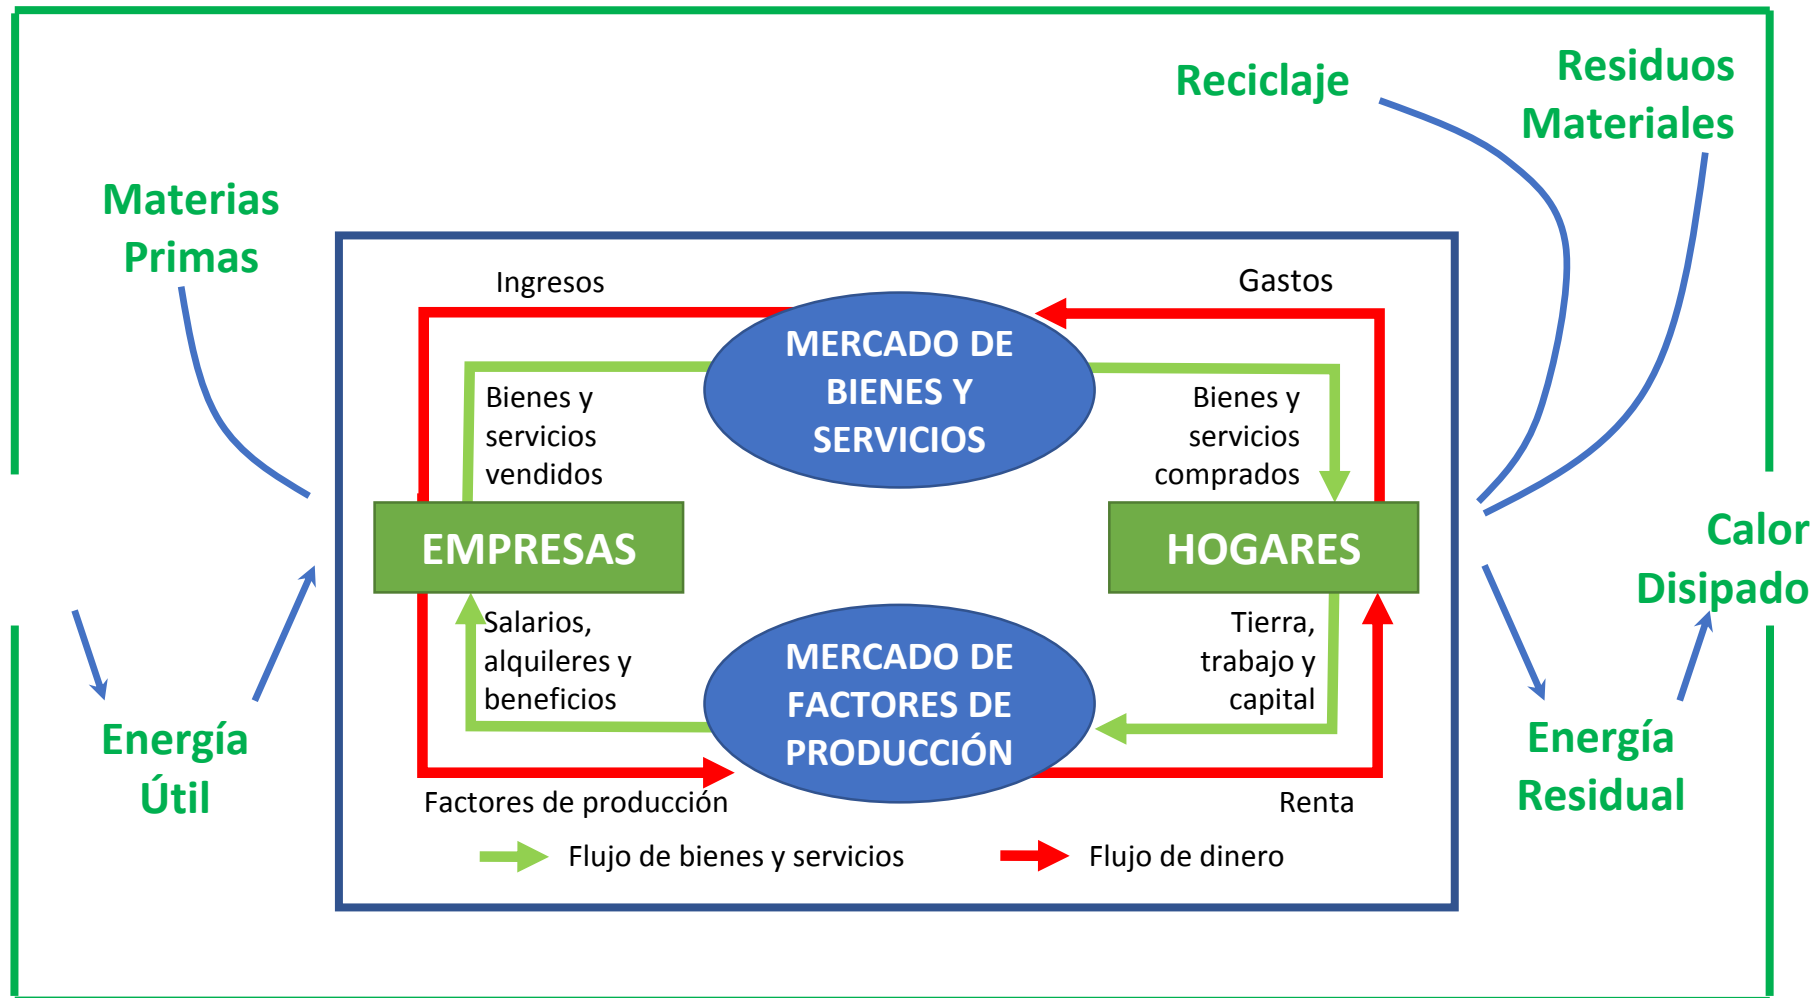 Reciclaje
Residuos
Materiales
Materias
Primas
Ingresos
Gastos
MERCADO DE
BIENES Y
SERVICIOS
Bienes y
servicios
vendidos
Bienes y
servicios
comprados
EMPRESAS
HOGARES
Calor
Disipado
Salarios,
alquileres y
beneficios
MERCADO DE
FACTORES DE
PRODUCCIÓN
Tierra,
trabajo y
capital
Energía
Útil
Energía
Residual
Factores de producción
Renta
Flujo de bienes y servicios
Flujo de dinero